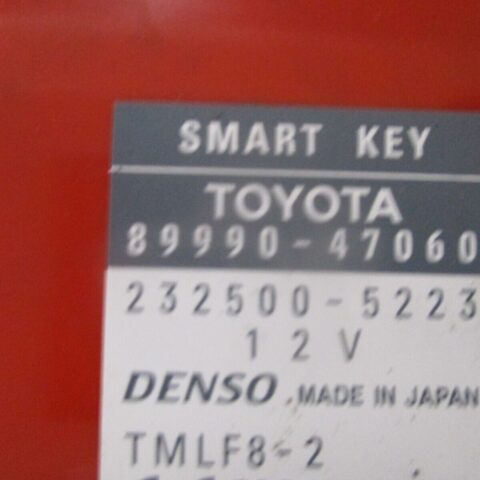 SMART KEY
TOYOTA
89990-47060
232500-5223
12V
DENSO MADE IN JAPAN
TMLF8-2